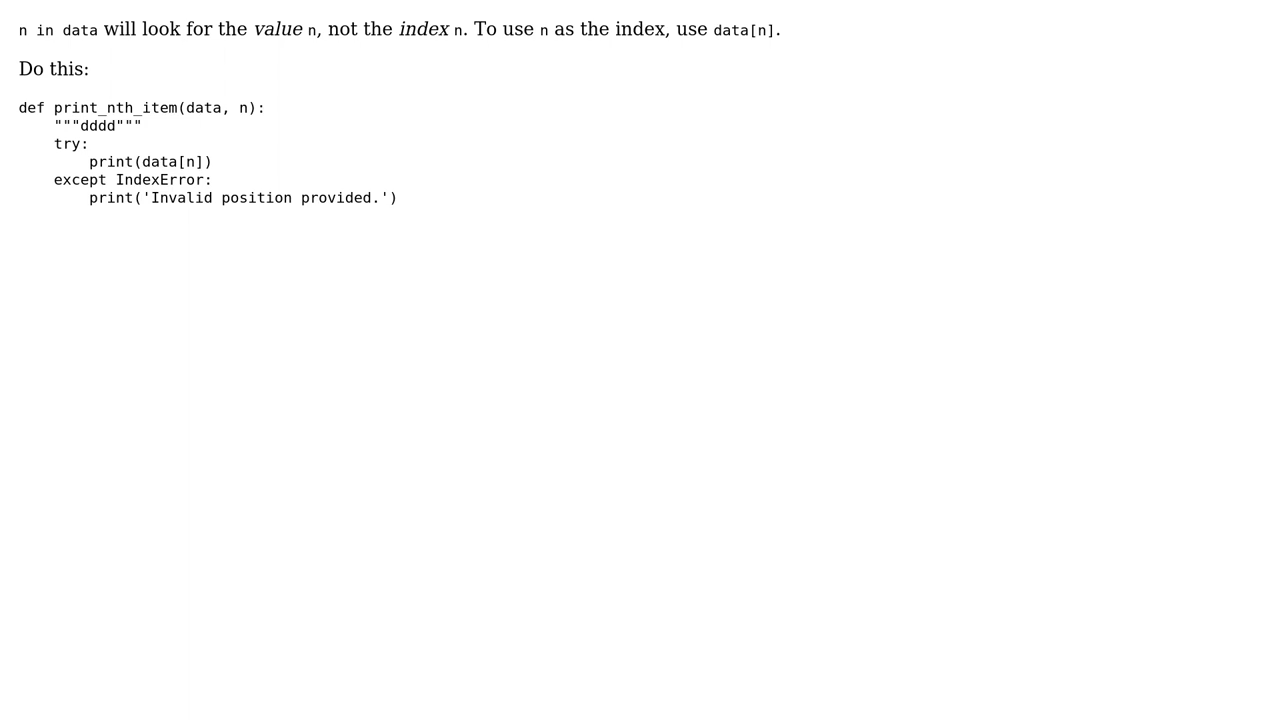 n in data will look for the value n, not the index n. To use n as the index, use data[n].
Do this:
def print_nth_item(data, n):
    """dddd"""
    try:
        print(data[n])
    except IndexError:
        print('Invalid position provided.')